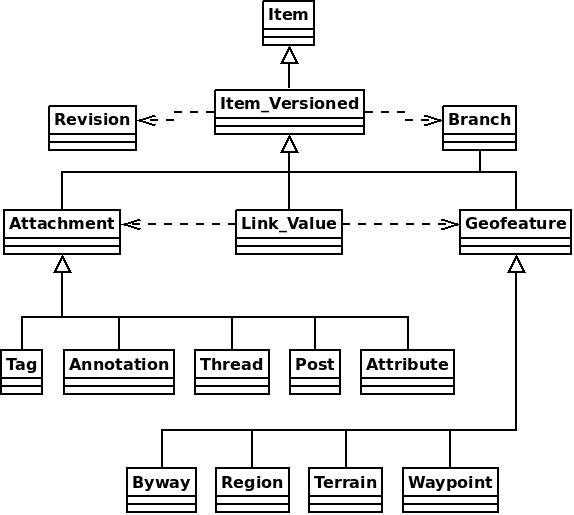 Item
Item_Versioned
Revision
Branch
Attachment
Link_Value
Geofeature
Tag
Annotation
Thread
Post
Attribute
Byway
Region
Terrain
Waypoint